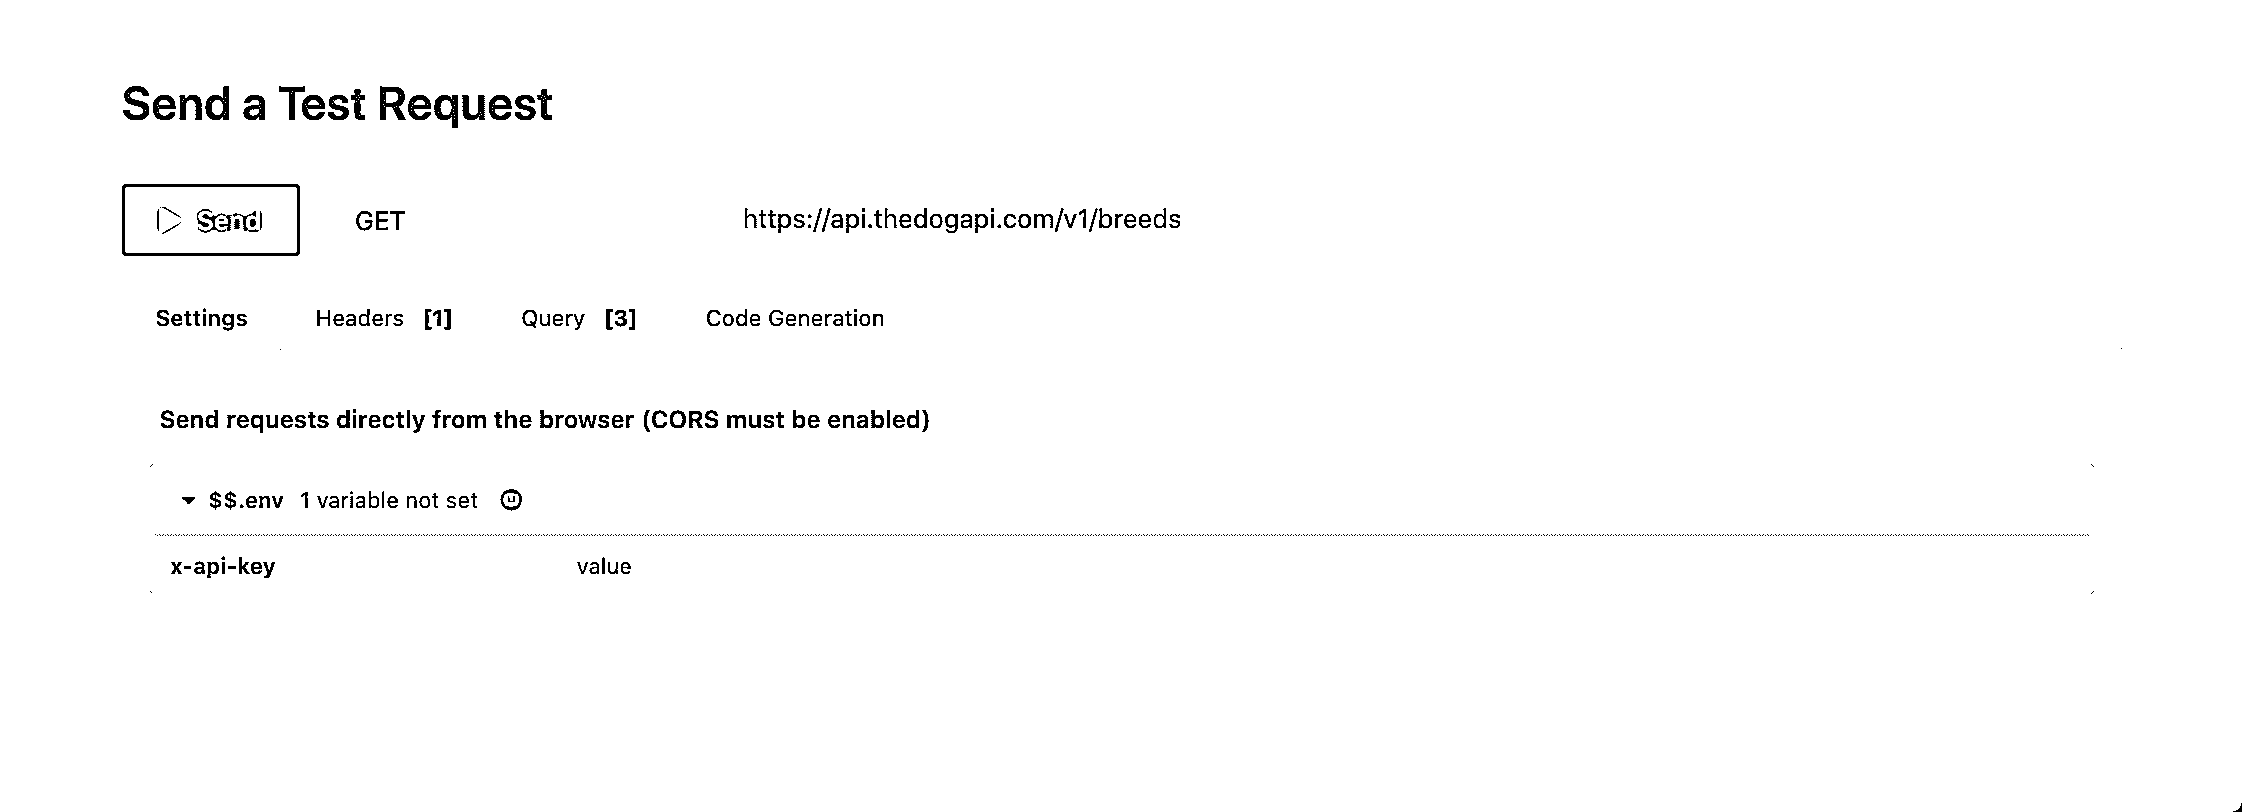 Send a Test Request
Send GET https://api.thedogapi.com/v1/breeds
Settings Headers [1] Query [3] Code Generation
Send requests directly from the browser (CORS must be enabled)
$$.env 1 variable not set
x-api-key value